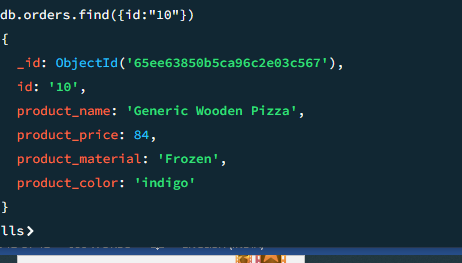 db.orders.find({id:"10"})
{
  _id: ObjectId('65ee63850b5ca96c2e03c567'),
  id: '10',
  product_name: 'Generic Wooden Pizza',
  product_price: 84,
  product_material: 'Frozen',
  product_color: 'indigo'
}
lls>